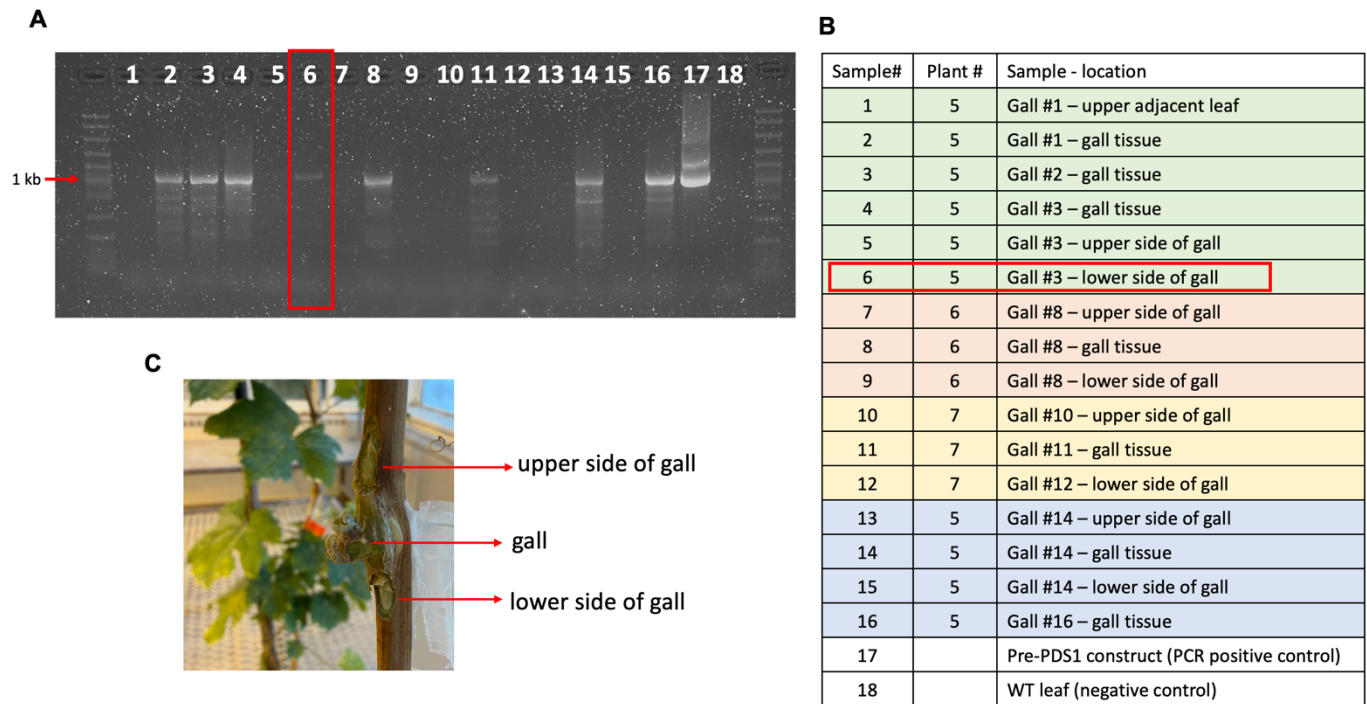 A
1 2 3 4 5 6 7 8 9 10 11 12 13 14 15 16 17 18
1 kb
B
Sample# Plant # Sample - location
1 5 Gall #1 – upper adjacent leaf
2 5 Gall #1 – gall tissue
3 5 Gall #2 – gall tissue
4 5 Gall #3 – gall tissue
5 5 Gall #3 – upper side of gall
6 5 Gall #3 – lower side of gall
7 6 Gall #8 – upper side of gall
8 6 Gall #8 – gall tissue
9 6 Gall #8 – lower side of gall
10 7 Gall #10 – upper side of gall
11 7 Gall #11 – gall tissue
12 7 Gall #12 – lower side of gall
13 5 Gall #14 – upper side of gall
14 5 Gall #14 – gall tissue
15 5 Gall #14 – lower side of gall
16 5 Gall #16 – gall tissue
17 Pre-PDS1 construct (PCR positive control)
18 WT leaf (negative control)
C
upper side of gall
gall
lower side of gall